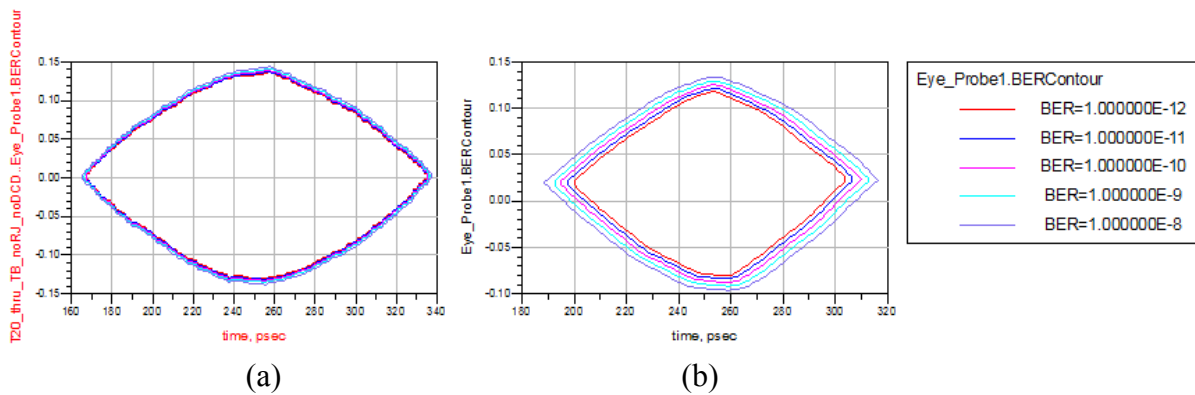 T20_thru_TB_noRJ_noDCD..Eye_Probe1.BERContour
0.15
0.10
0.05
0.00
-0.05
-0.10
-0.15
160 180 200 220 240 260 280 300 320 340
time, psec
(a)
Eye_Probe1.BERContour
0.15
0.10
0.05
0.00
-0.05
-0.10
180 200 220 240 260 280 300 320
time, psec
(b)
Eye_Probe1.BERContour
BER=1.000000E-12
BER=1.000000E-11
BER=1.000000E-10
BER=1.000000E-9
BER=1.000000E-8